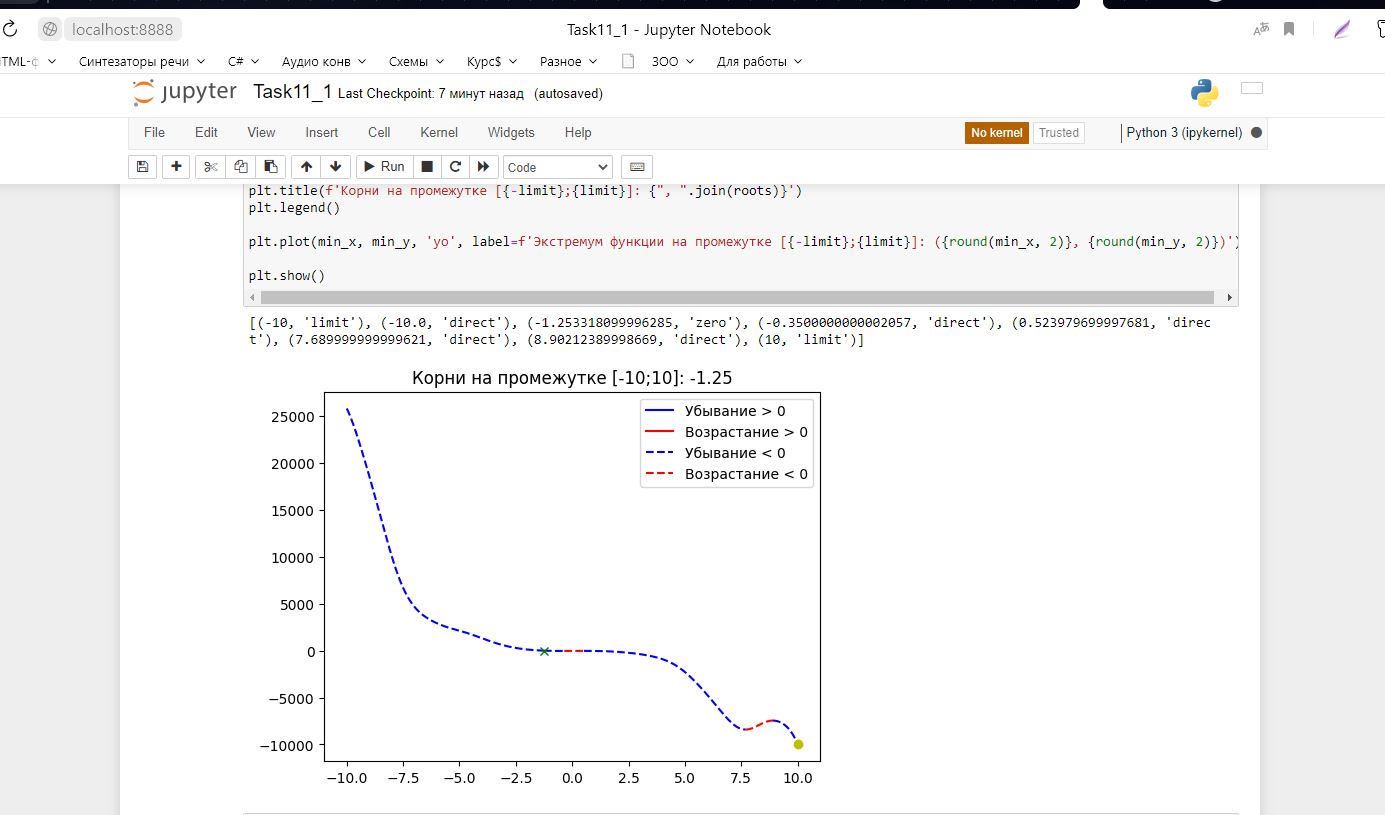 localhost:8888
Task11_1 - Jupyter Notebook
Синтезаторы речи
C#
Аудио конв
Схемы
Курс$
Разное
ЗОО
Для работы
jupyter Task11_1 Last Checkpoint: 7 минут назад (autosaved)
File Edit View Insert Cell Kernel Widgets Help
No kernel Trusted Python 3 (ipykernel)
Run Code
plt.title(f'Корни на промежутке [{-limit};{limit}]: {", ".join(roots)}')
plt.legend()
plt.plot(min_x, min_y, 'yo', label=f'Экстремум функции на промежутке [{-limit};{limit}]: ({round(min_x, 2)}, {round(min_y, 2)})')
plt.show()
[(-10, 'limit'), (-10.0, 'direct'), (-1.253318099996285, 'zero'), (-0.3500000000002057, 'direct'), (0.523979699997681, 'direc
t'), (7.689999999999621, 'direct'), (8.90212389998669, 'direct'), (10, 'limit')]
Корни на промежутке [-10;10]: -1.25
Убывание > 0
Возрастание > 0
Убывание < 0
Возрастание < 0
25000
20000
15000
10000
5000
0
−5000
−10000
−10.0 −7.5 −5.0 −2.5 0.0 2.5 5.0 7.5 10.0